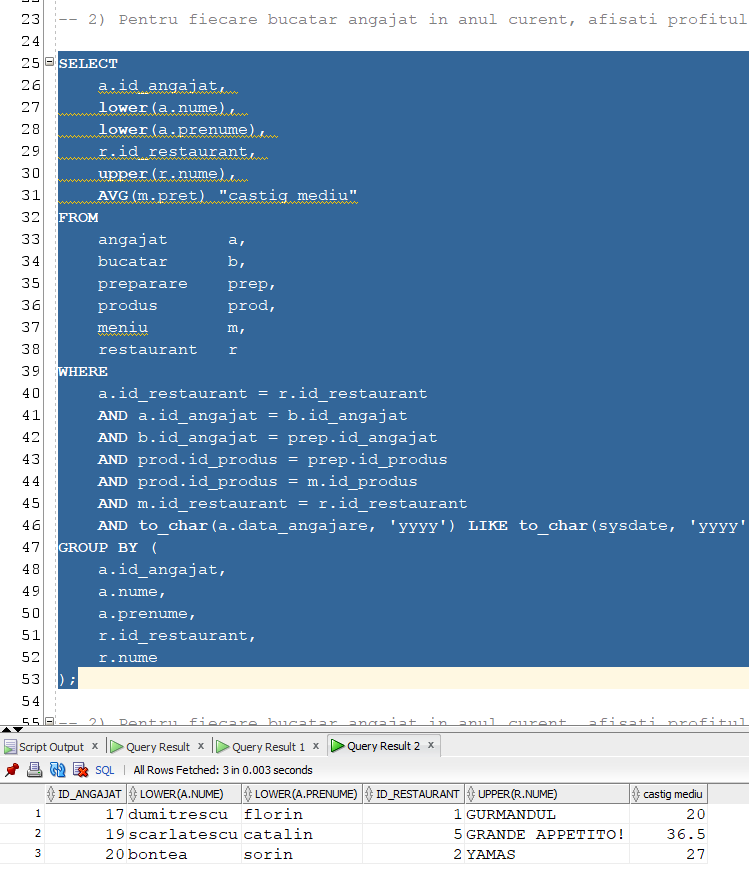 23 -- 2) Pentru fiecare bucatar angajat in anul curent, afisati profitul
24
25 SELECT
26 a.id_angajat,
27 lower(a.nume),
28 lower(a.prenume),
29 r.id_restaurant,
30 upper(r.nume),
31 AVG(m.pret) "castig mediu"
32 FROM
33 angajat a,
34 bucatar b,
35 preparare prep,
36 produs prod,
37 meniu m,
38 restaurant r
39 WHERE
40 a.id_restaurant = r.id_restaurant
41 AND a.id_angajat = b.id_angajat
42 AND b.id_angajat = prep.id_angajat
43 AND prod.id_produs = prep.id_produs
44 AND prod.id_produs = m.id_produs
45 AND m.id_restaurant = r.id_restaurant
46 AND to_char(a.data_angajare, 'yyyy') LIKE to_char(sysdate, 'yyyy'
47 GROUP BY (
48 a.id_angajat,
49 a.nume,
50 a.prenume,
51 r.id_restaurant,
52 r.nume
53 );
54
55 -- 2) Pentru fiecare bucatar angajat in anul curent, afisati profitul
Script Output x Query Result x Query Result 1 x Query Result 2 x
SQL | All Rows Fetched: 3 in 0.003 seconds
ID_ANGAJAT LOWER(A.NUME) LOWER(A.PRENUME) ID_RESTAURANT UPPER(R.NUME) castig mediu
1 17 dumitrescu florin 1 GURMANDUL 20
2 19 scarlatescu catalin 5 GRANDE APPETITO! 36.5
3 20 bontea sorin 2 YAMAS 27